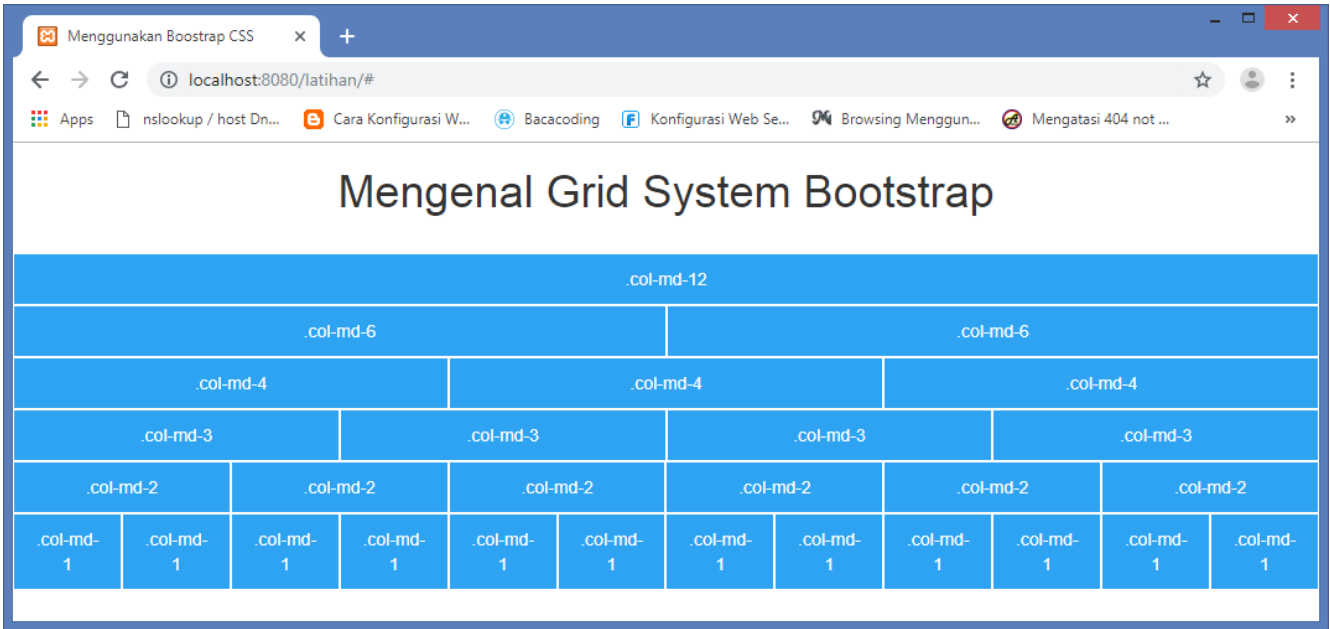 Menggunakan Boostrap CSS
localhost:8080/latihan/#
Apps nslookup / host Dn... Cara Konfigurasi W... Bacacoding Konfigurasi Web Se... Browsing Menggun... Mengatasi 404 not ... »
Mengenal Grid System Bootstrap
.col-md-12
.col-md-6 .col-md-6
.col-md-4 .col-md-4 .col-md-4
.col-md-3 .col-md-3 .col-md-3 .col-md-3
.col-md-2 .col-md-2 .col-md-2 .col-md-2 .col-md-2 .col-md-2
.col-md- .col-md- .col-md- .col-md- .col-md- .col-md- .col-md- .col-md- .col-md- .col-md- .col-md- .col-md-
1 1 1 1 1 1 1 1 1 1 1 1